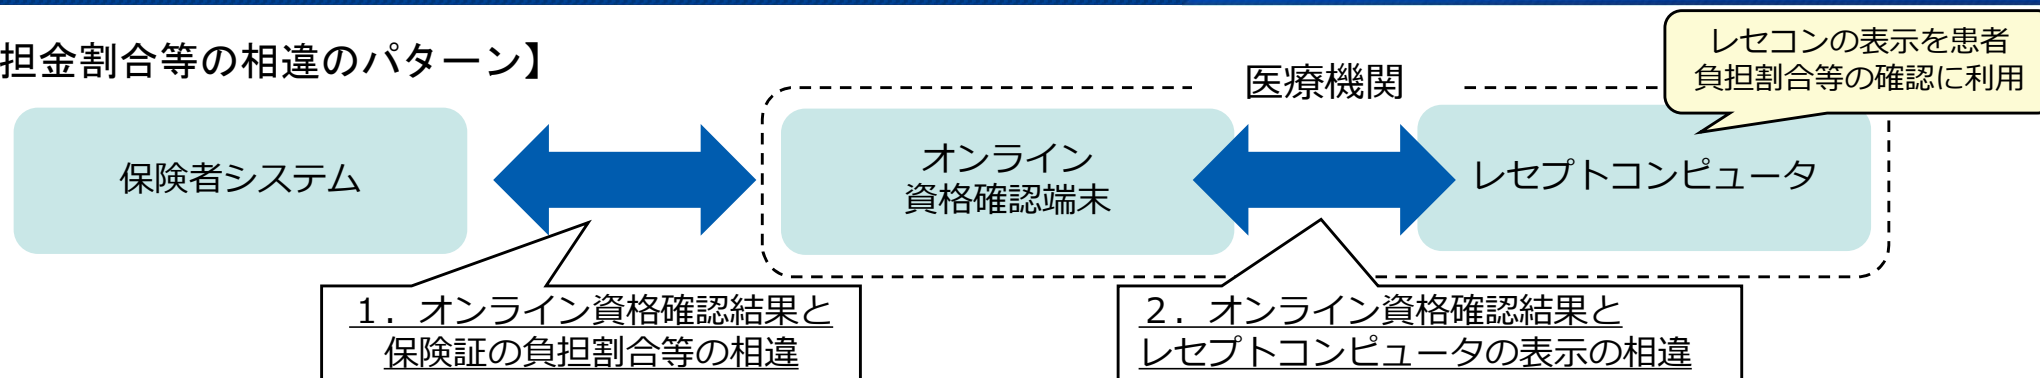 担金割合等の相違のパターン】
レセコンの表示を患者
負担割合等の確認に利用
医療機関
保険者システム
オンライン
資格確認端末
レセプトコンピュータ
１．オンライン資格確認結果と
保険証の負担割合等の相違
２．オンライン資格確認結果と
レセプトコンピュータの表示の相違